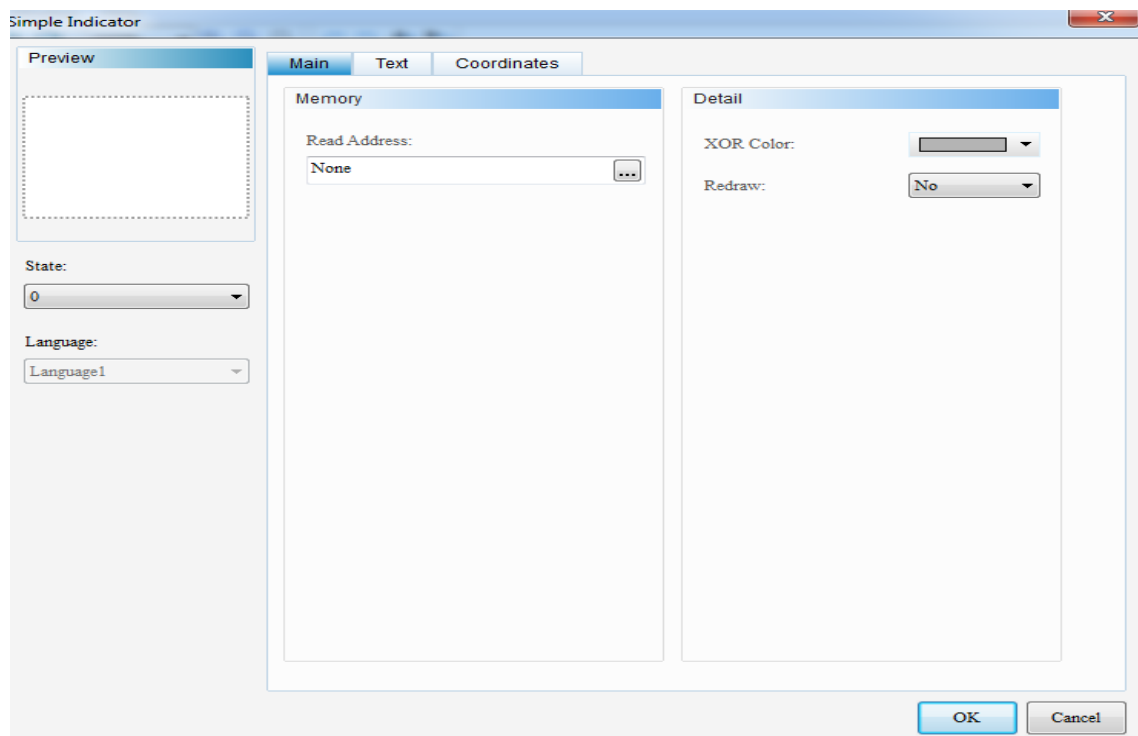 Simple Indicator
Preview
Main Text Coordinates
Memory
Detail
Read Address:
None
...
XOR Color:
Redraw:
No
State:
0
Language:
Language1
OK
Cancel